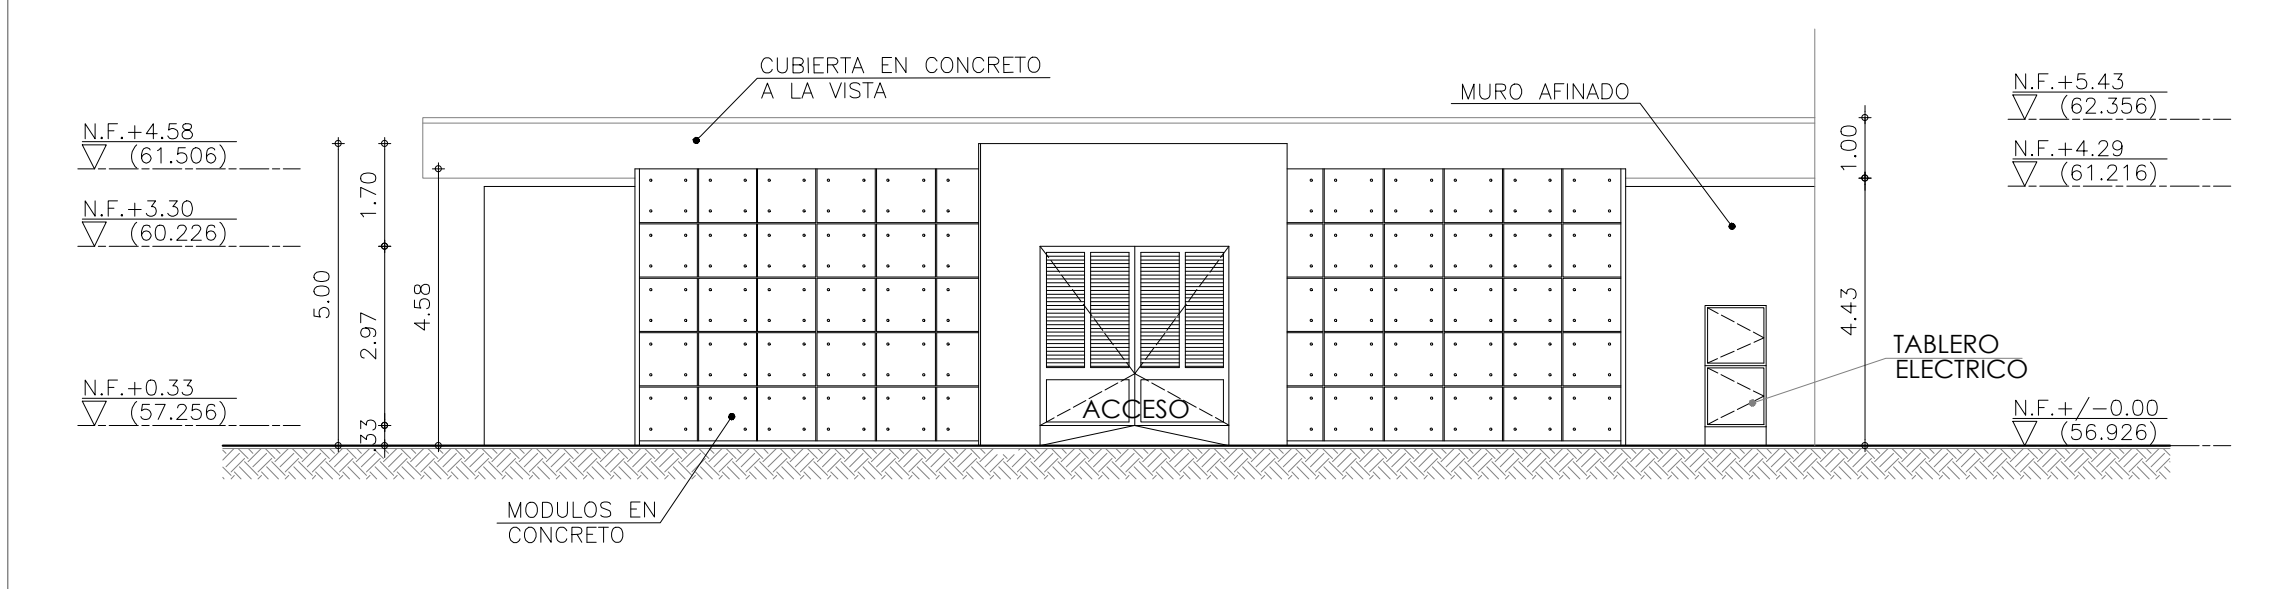 CUBIERTA EN CONCRETO
A LA VISTA
MURO AFINADO
N.F.+5.43
(62.356)
N.F.+4.58
(61.506)
1.00
N.F.+4.29
(61.216)
1.70
N.F.+3.30
(60.226)
5.00
4.58
2.97
4.43
TABLERO
ELECTRICO
N.F.+0.33
(57.256)
ACCESO
N.F.+/-0.00
(56.926)
.33
MODULOS EN
CONCRETO